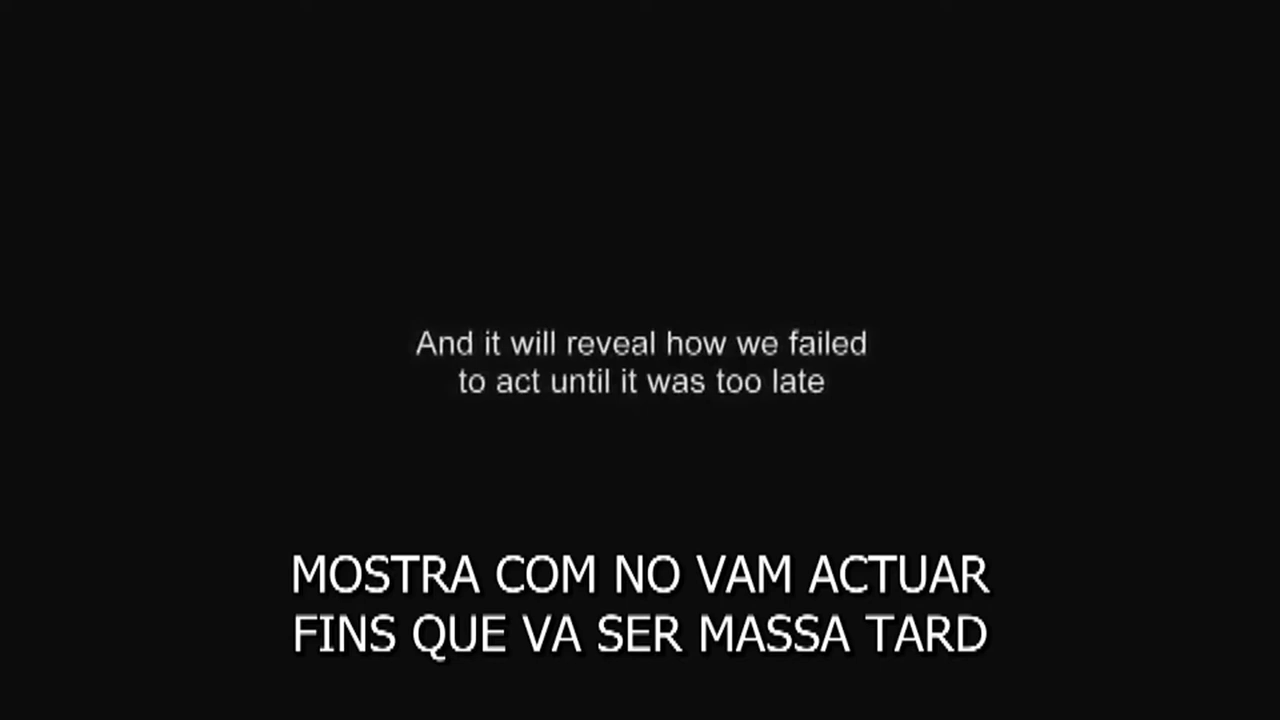 And it will reveal how we failed
to act until it was too late
MOSTRA COM NO VAM ACTUAR
FINS QUE VA SER MASSA TARD